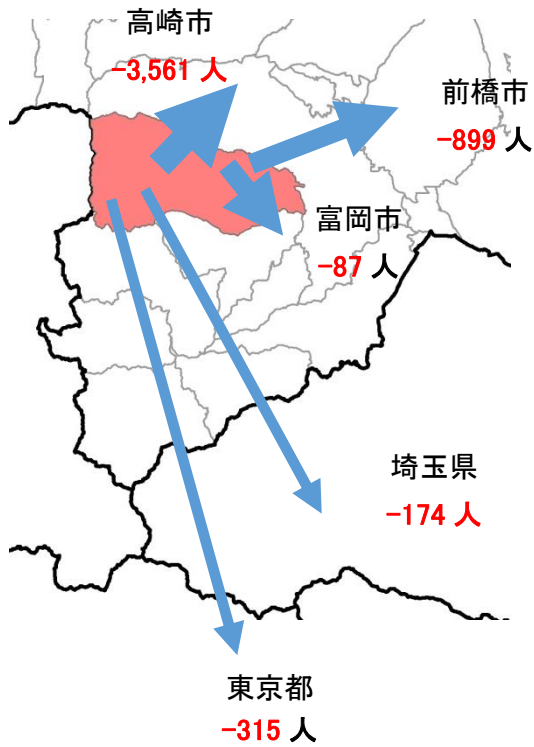 高崎市
-3,561 人
前橋市
-899 人
富岡市
-87 人
埼玉県
-174 人
東京都
-315 人